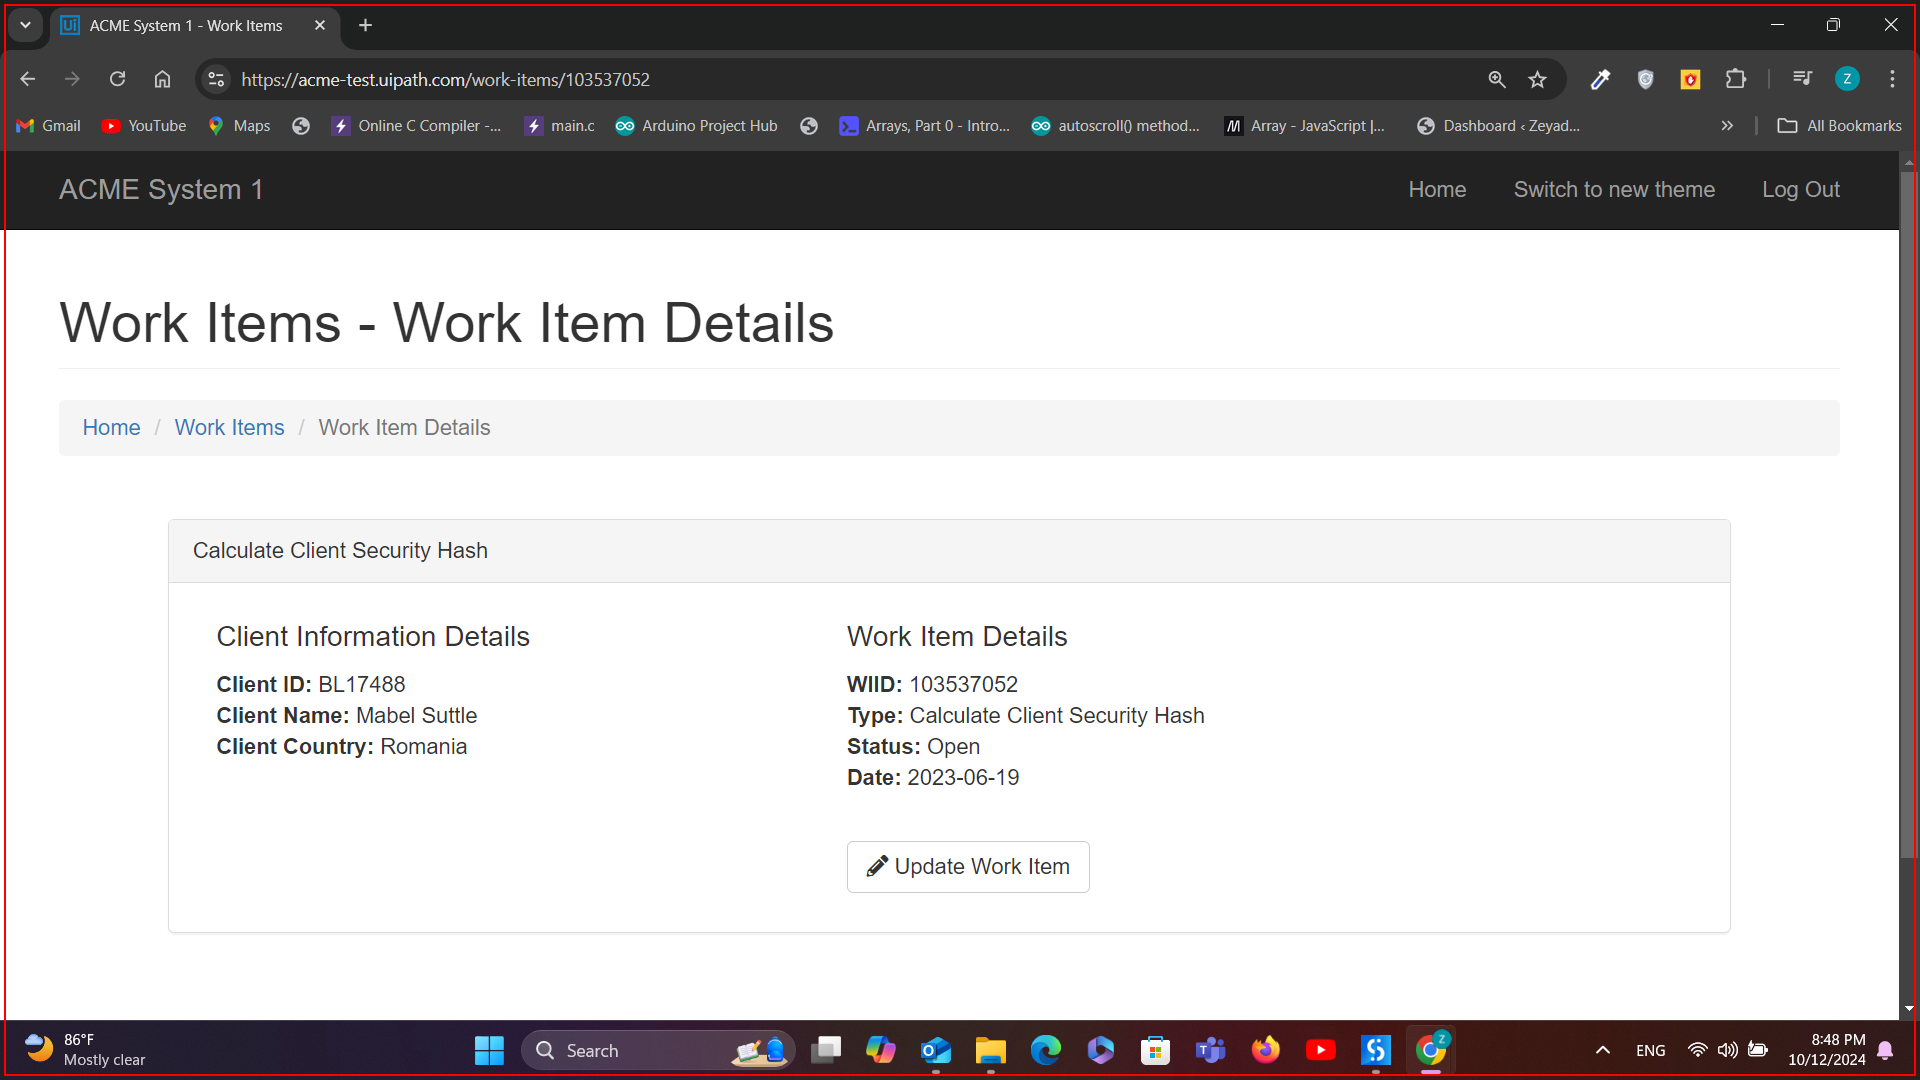 ACME System 1 - Work Items
https://acme-test.uipath.com/work-items/103537052
Z
Gmail
YouTube
Maps
Online C Compiler -...
main.c
Arduino Project Hub
Arrays, Part 0 - Intro...
autoscroll() method...
Array - JavaScript |...
Dashboard ‹ Zeyad...
»
All Bookmarks
ACME System 1
Home
Switch to new theme
Log Out
Work Items - Work Item Details
Home / Work Items / Work Item Details
Calculate Client Security Hash
Client Information Details
Client ID: BL17488
Client Name: Mabel Suttle
Client Country: Romania
Work Item Details
WIID: 103537052
Type: Calculate Client Security Hash
Status: Open
Date: 2023-06-19
Update Work Item
86°F
Mostly clear
Search
Z
ENG
8:48 PM
10/12/2024